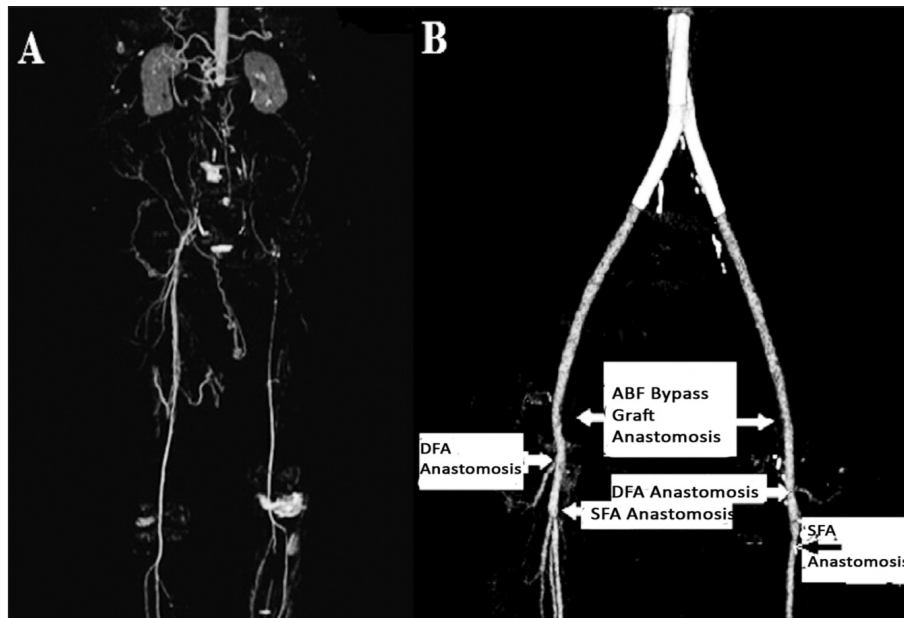 A
B
ABF Bypass
Graft
Anastomosis
DFA
Anastomosis
DFA Anastomosis
SFA Anastomosis
SFA
Anastomosis